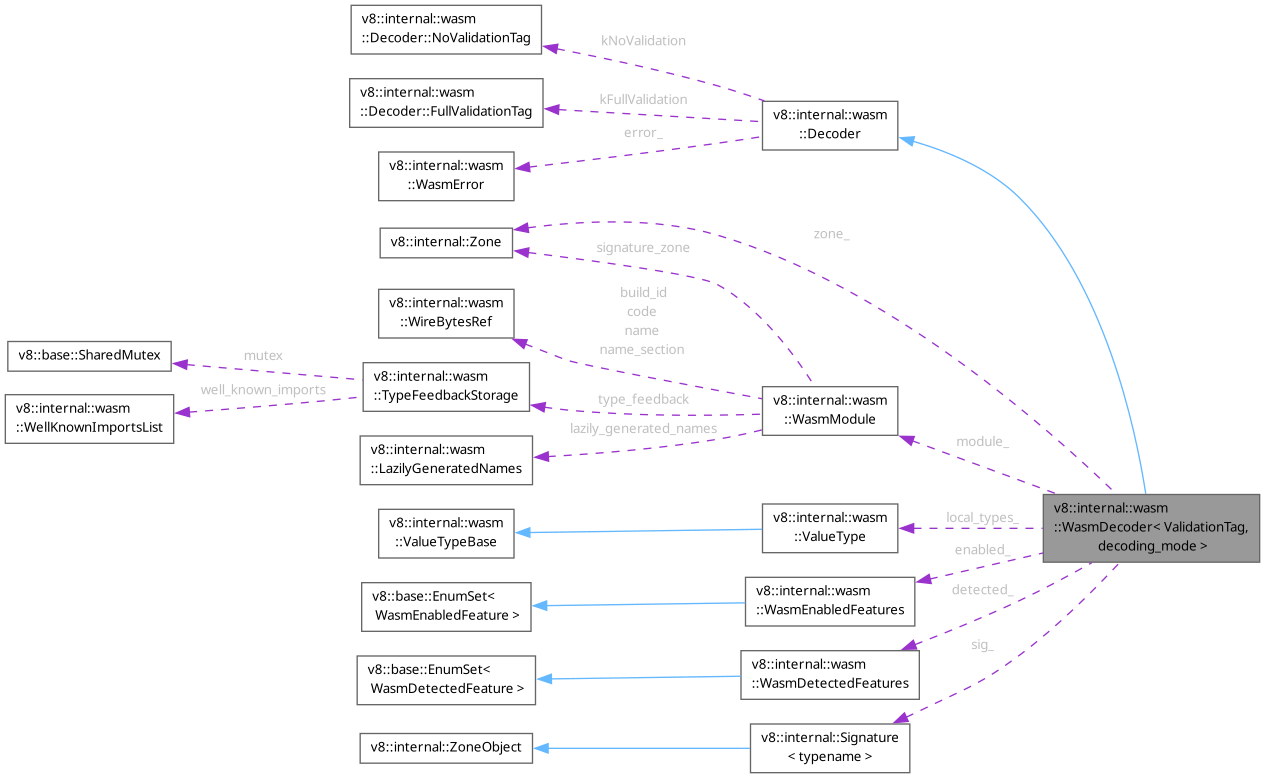 v8::internal::wasm
::Decoder::NoValidationTag
kNoValidation
v8::internal::wasm
::Decoder::FullValidationTag
kFullValidation
v8::internal::wasm
::Decoder
error_
v8::internal::wasm
::WasmError
v8::internal::Zone
zone_
signature_zone
v8::internal::wasm
::WireBytesRef
build_id
code
name
name_section
v8::base::SharedMutex
mutex
v8::internal::wasm
::TypeFeedbackStorage
well_known_imports
v8::internal::wasm
::WellKnownImportsList
type_feedback
v8::internal::wasm
::WasmModule
lazily_generated_names
v8::internal::wasm
::LazilyGeneratedNames
module_
v8::internal::wasm
::WasmDecoder< ValidationTag,
decoding_mode >
v8::internal::wasm
::ValueTypeBase
v8::internal::wasm
::ValueType
local_types_
enabled_
v8::base::EnumSet<
WasmEnabledFeature >
v8::internal::wasm
::WasmEnabledFeatures
detected_
v8::base::EnumSet<
WasmDetectedFeature >
v8::internal::wasm
::WasmDetectedFeatures
sig_
v8::internal::ZoneObject
v8::internal::Signature
< typename >